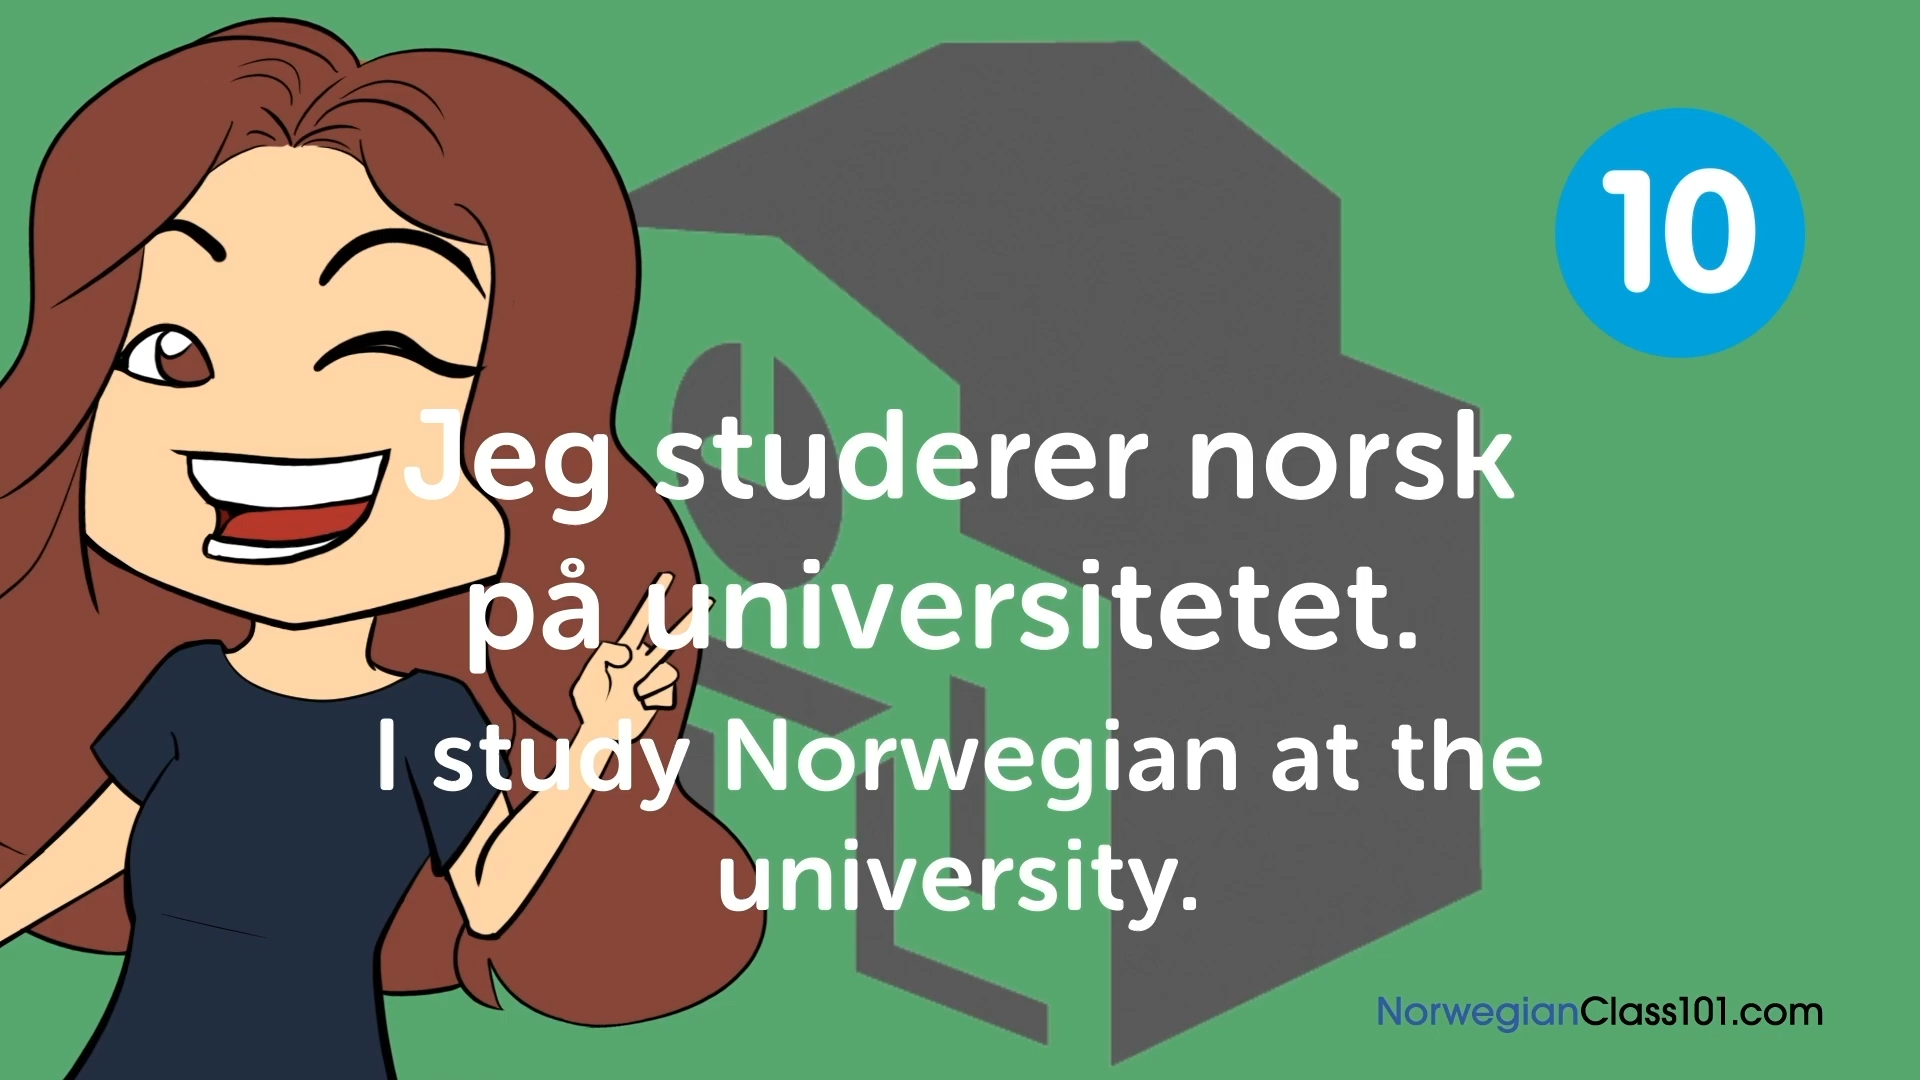 10
Jeg studerer norsk
på universitetet.
I study Norwegian at the
university.
NorwegianClass101.com